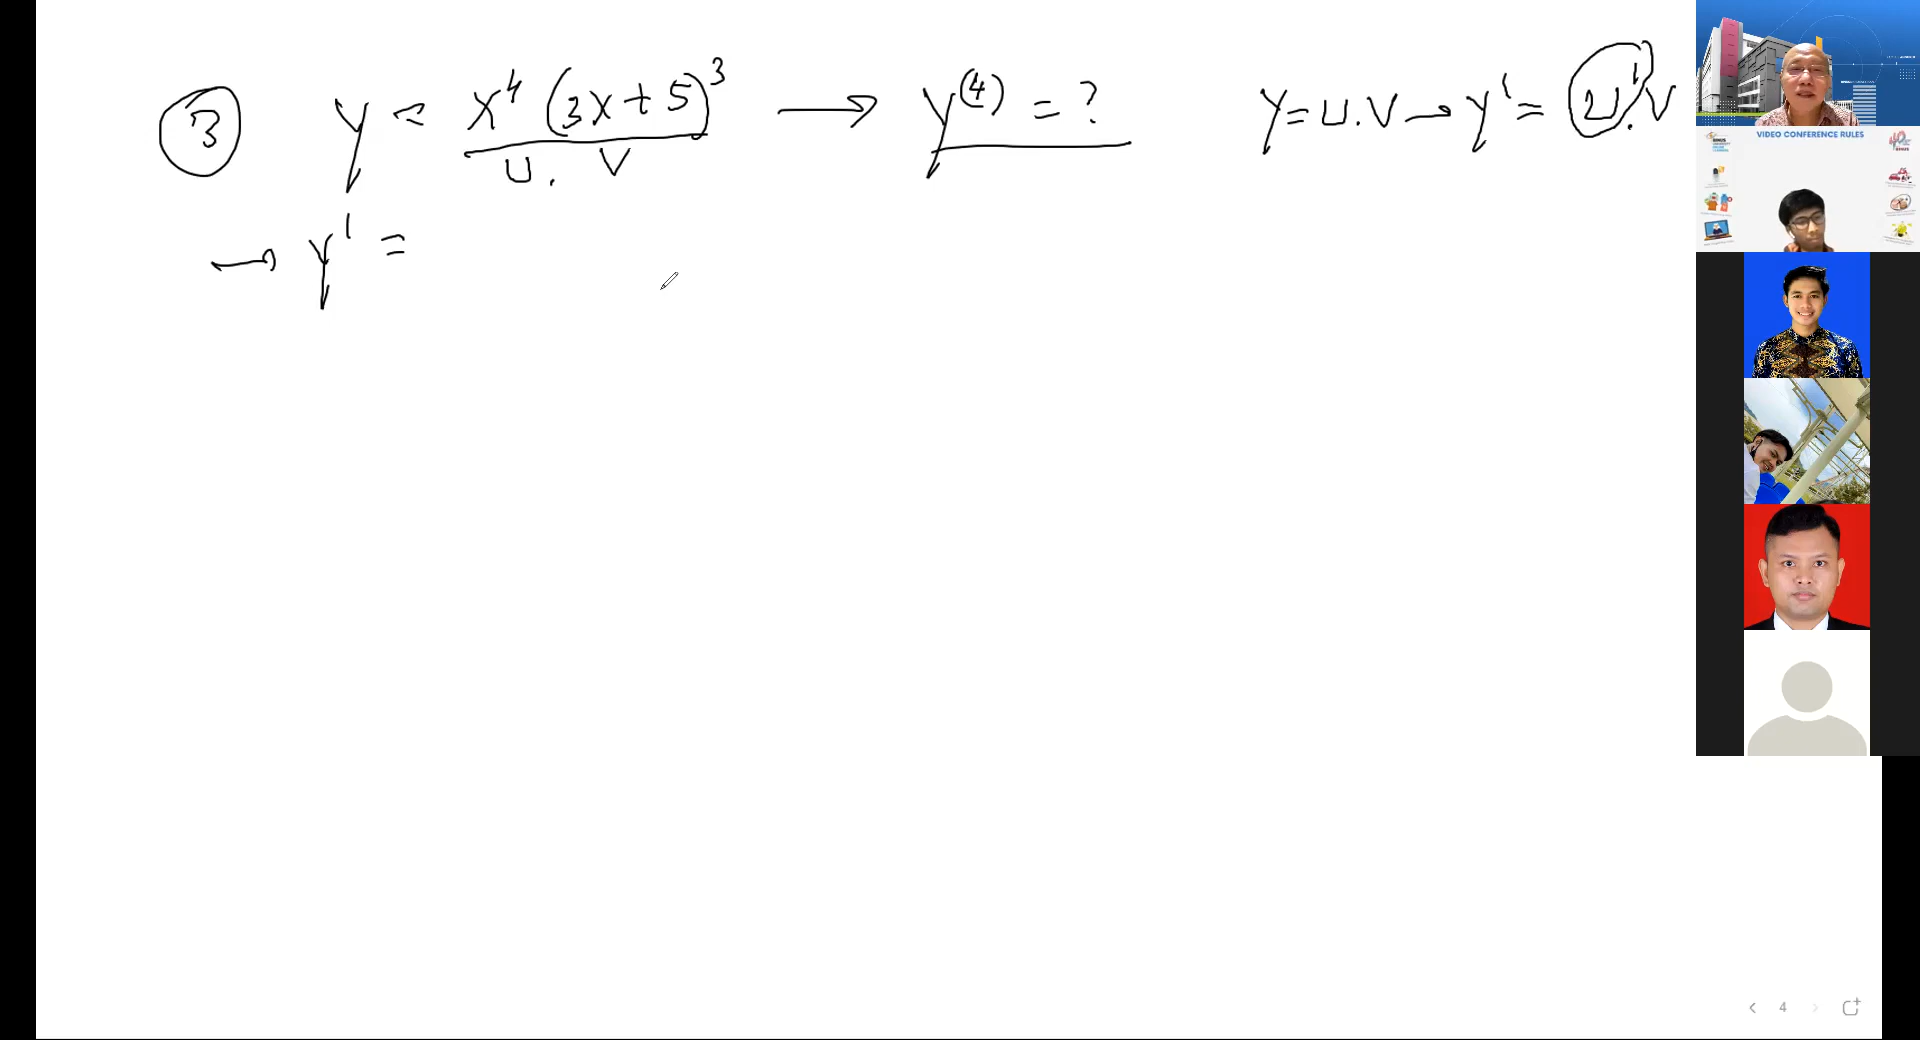 ③ y = x⁴ (3x + 5)³ → y⁽⁴⁾ = ? y = u.v → y' = u'.v
u . v
→ y' =
VIDEO CONFERENCE RULES
4